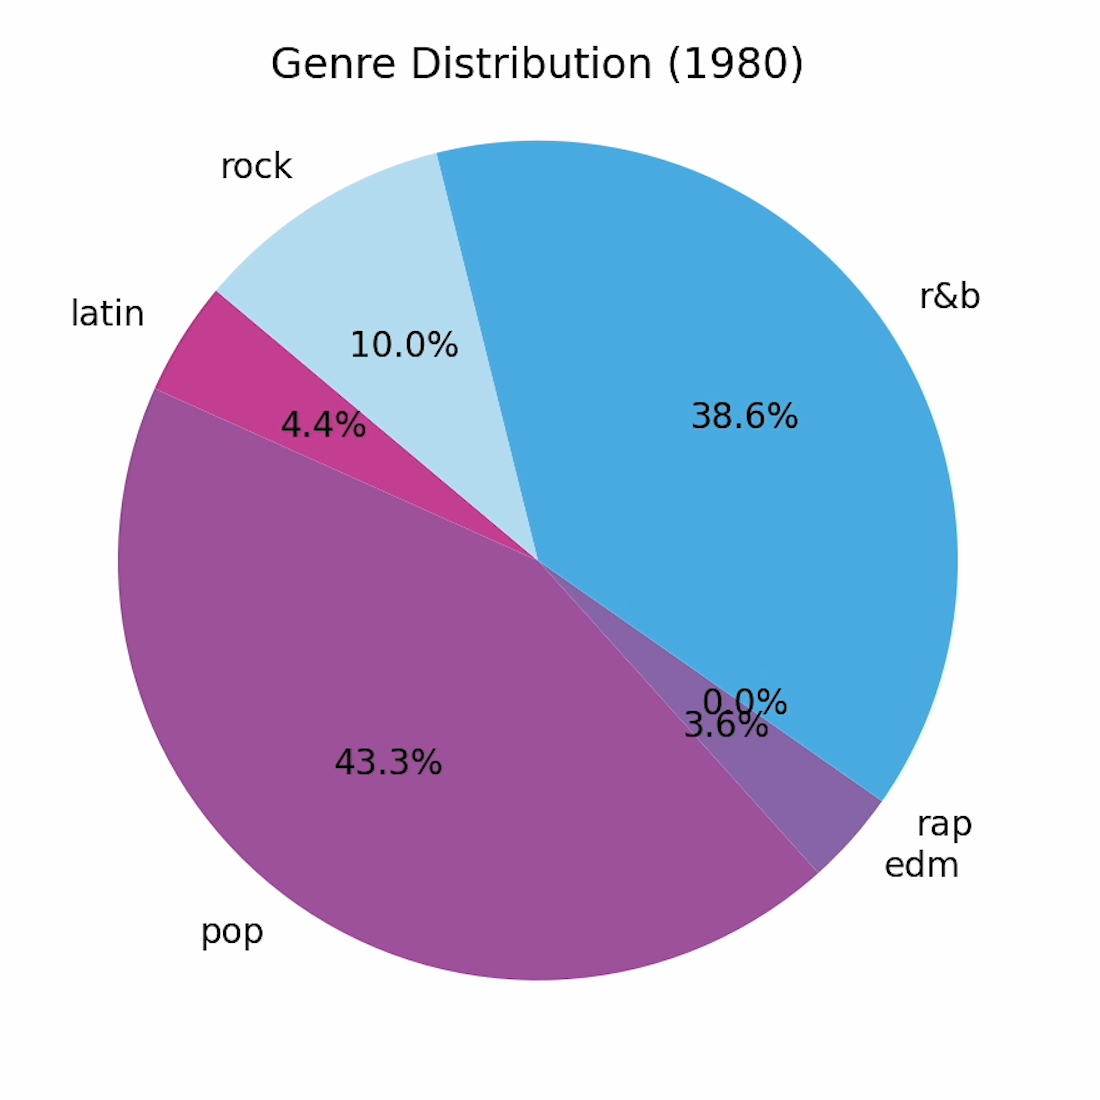 Genre Distribution (1980)
rock
r&b
latin
10.0%
38.6%
4.4%
0.0%
3.6%
43.3%
rap
edm
pop